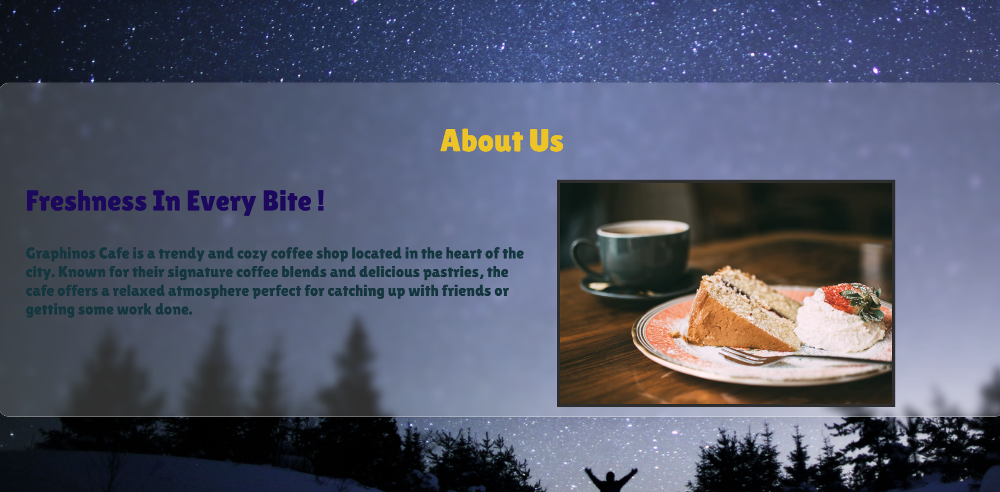 About Us
Freshness In Every Bite !
Graphinos Cafe is a trendy and cozy coffee shop located in the heart of the
city. Known for their signature coffee blends and delicious pastries, the
cafe offers a relaxed atmosphere perfect for catching up with friends or
getting some work done.